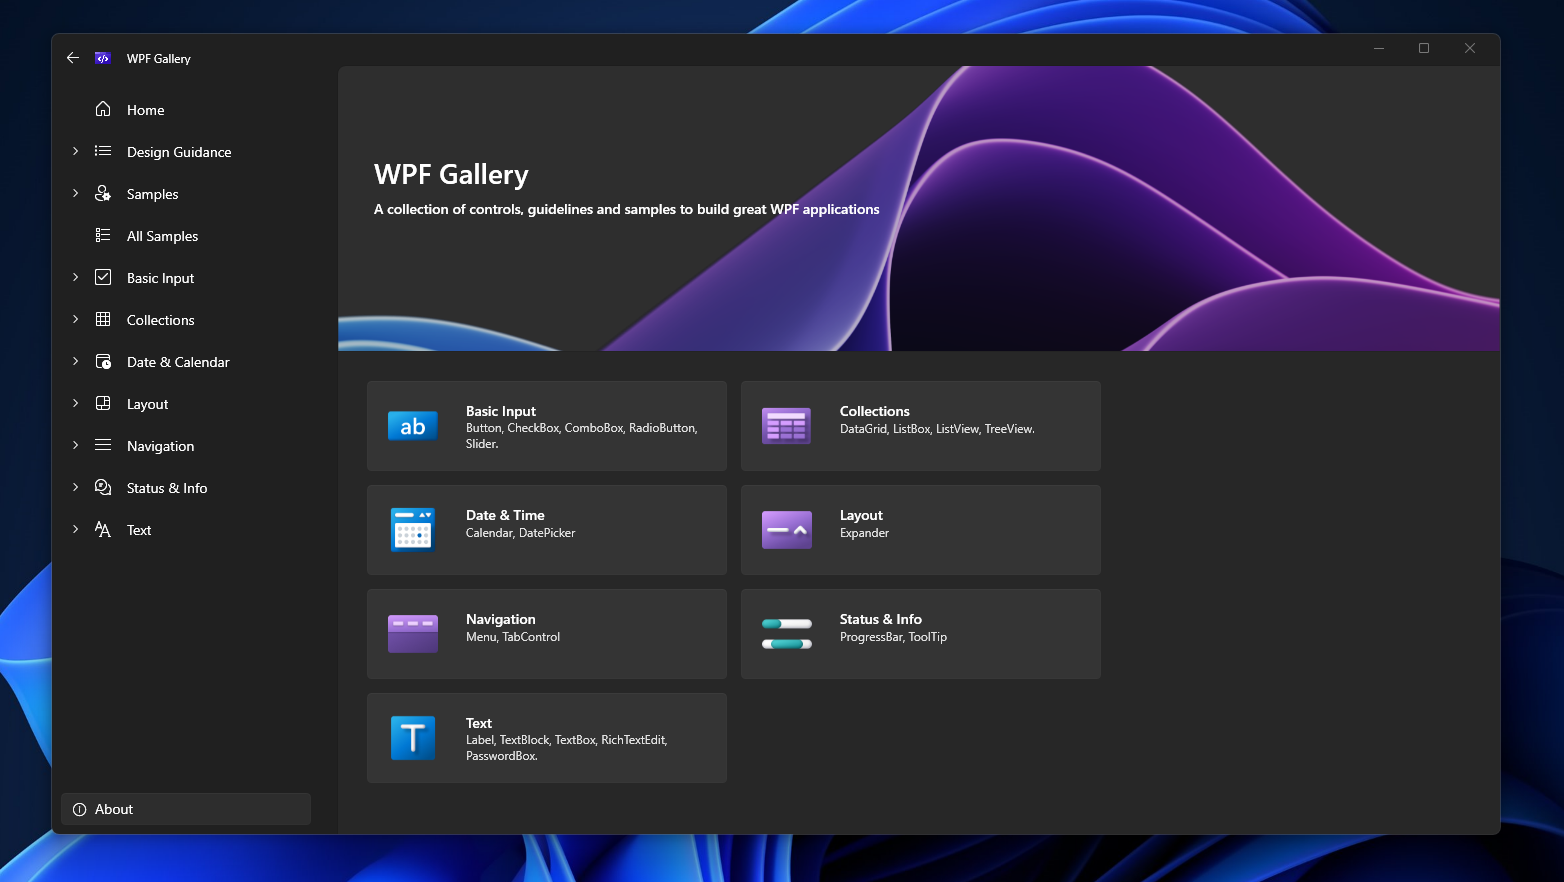 WPF Gallery
Home
Design Guidance
Samples
All Samples
Basic Input
Collections
Date & Calendar
Layout
Navigation
Status & Info
Text
About
WPF Gallery
A collection of controls, guidelines and samples to build great WPF applications
Basic Input
Button, CheckBox, ComboBox, RadioButton,
Slider.
Collections
DataGrid, ListBox, ListView, TreeView.
Date & Time
Calendar, DatePicker
Layout
Expander
Navigation
Menu, TabControl
Status & Info
ProgressBar, ToolTip
Text
Label, TextBlock, TextBox, RichTextEdit,
PasswordBox.